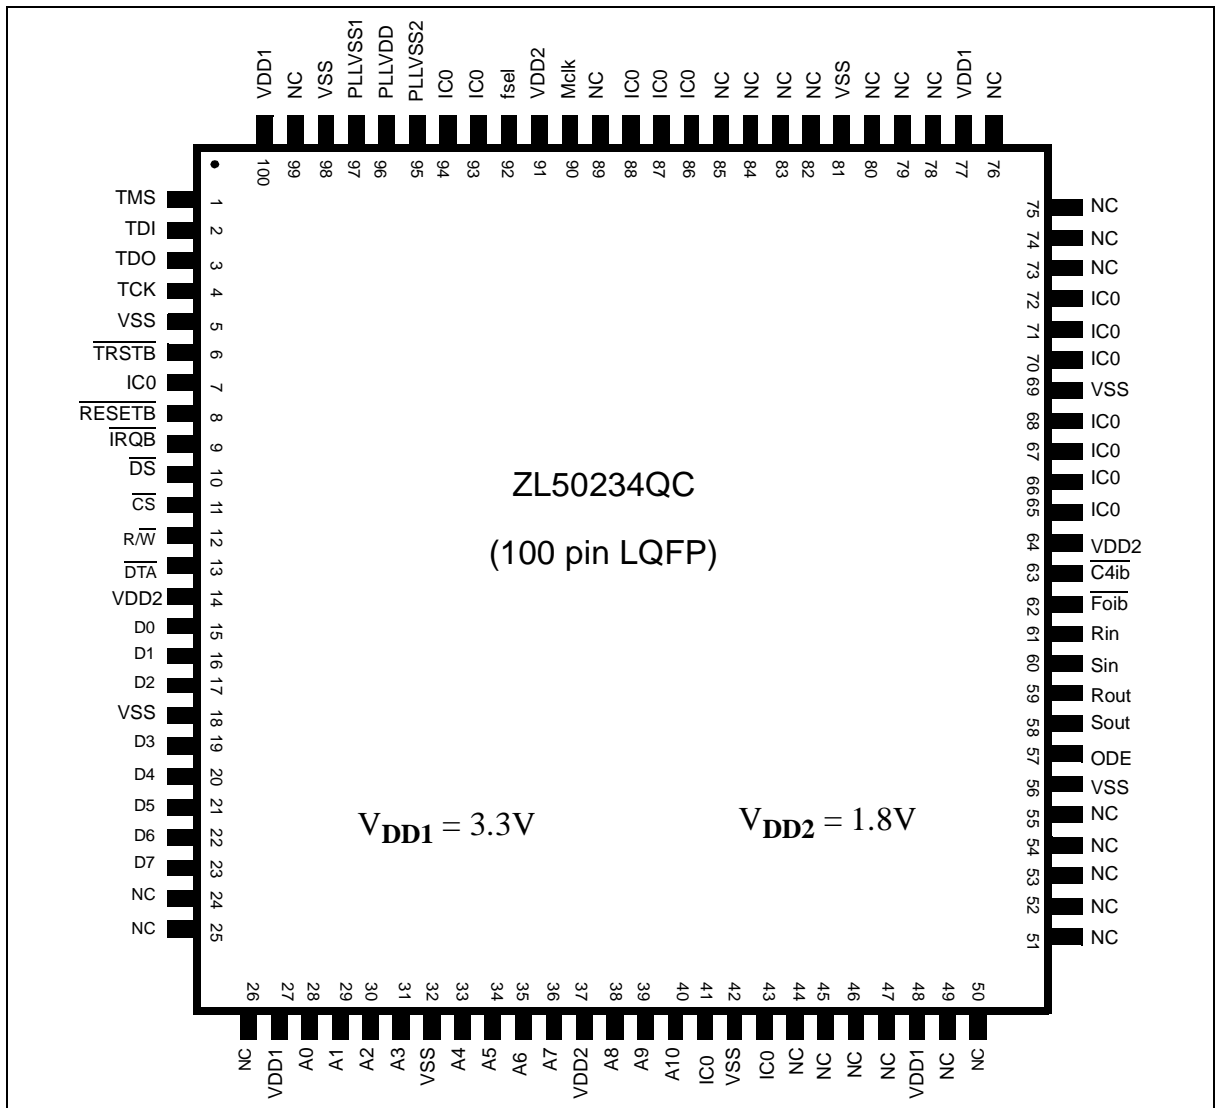 VDD1
NC
VSS
PLLVSS1
PLLVDD
PLLVSS2
IC0
IC0
fsel
VDD2
Mclk
NC
IC0
IC0
IC0
NC
NC
NC
NC
VSS
NC
NC
NC
VDD1
NC
100
99
98
97
96
95
94
93
92
91
90
89
88
87
86
85
84
83
82
81
80
79
78
77
76
TMS 1
TDI 2
TDO 3
TCK 4
VSS 5
TRSTB 6
IC0 7
RESETB 8
IRQB 9
DS 10
CS 11
R/W 12
DTA 13
VDD2 14
D0 15
D1 16
D2 17
VSS 18
D3 19
D4 20
D5 21
D6 22
D7 23
NC 24
NC 25
ZL50234QC
(100 pin LQFP)
VDD1 = 3.3V
VDD2 = 1.8V
75 NC
74 NC
73 NC
72 IC0
71 IC0
70 IC0
69 VSS
68 IC0
67 IC0
66 IC0
65 IC0
64 VDD2
63 C4ib
62 Foib
61 Rin
60 Sin
59 Rout
58 Sout
57 ODE
56 VSS
55 NC
54 NC
53 NC
52 NC
51 NC
26
27
28
29
30
31
32
33
34
35
36
37
38
39
40
41
42
43
44
45
46
47
48
49
50
NC
VDD1
A0
A1
A2
A3
VSS
A4
A5
A6
A7
VDD2
A8
A9
A10
IC0
VSS
IC0
NC
NC
NC
NC
VDD1
NC
NC